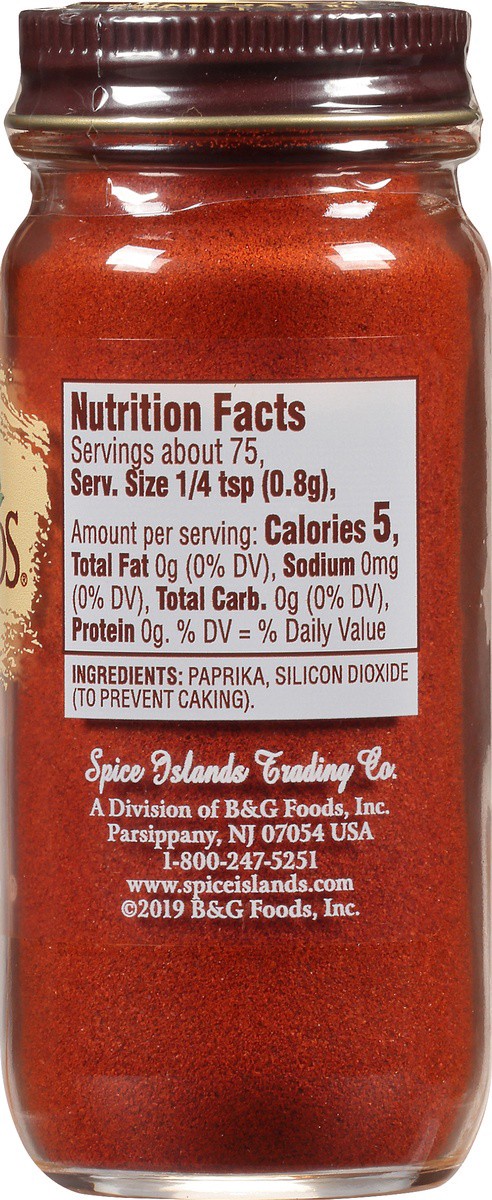 Nutrition Facts
Servings about 75,
Serv. Size 1/4 tsp (0.8g),
Amount per serving: Calories 5,
Total Fat 0g (0% DV), Sodium 0mg
(0% DV), Total Carb. 0g (0% DV),
Protein 0g. % DV = % Daily Value
INGREDIENTS: PAPRIKA, SILICON DIOXIDE
(TO PREVENT CAKING).
Spice Islands Trading Co.
A Division of B&G Foods, Inc.
Parsippany, NJ 07054 USA
1-800-247-5251
www.spiceislands.com
©2019 B&G Foods, Inc.